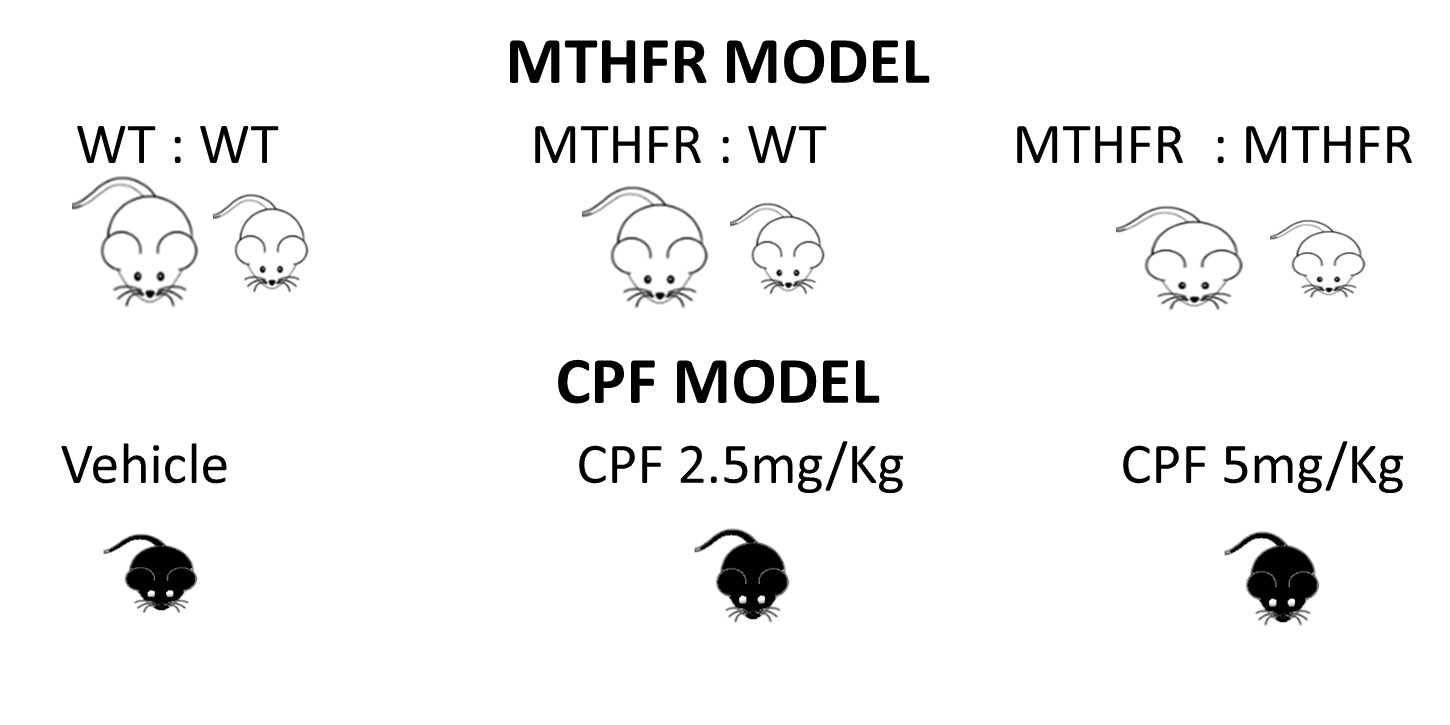 MTHFR MODEL
WT : WT
MTHFR : WT
MTHFR : MTHFR
CPF MODEL
Vehicle
CPF 2.5mg/Kg
CPF 5mg/Kg